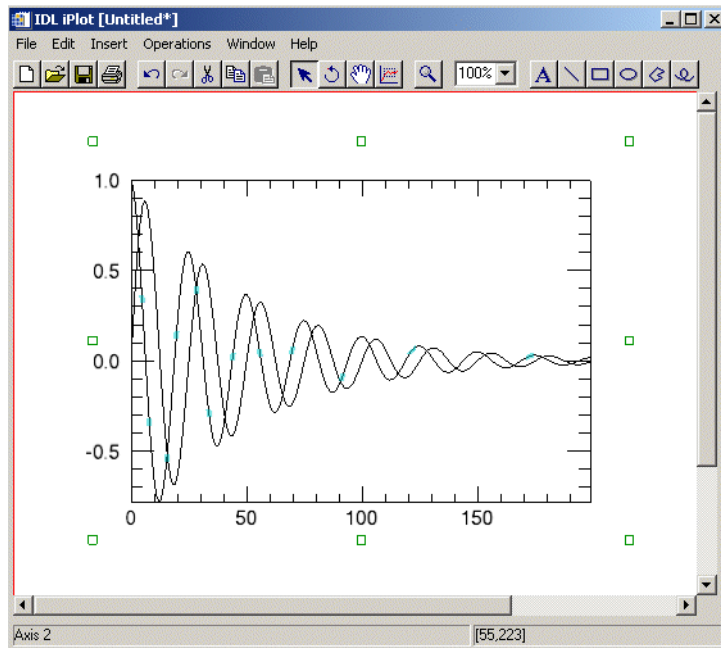 IDL iPlot [Untitled*]
File Edit Insert Operations Window Help
100% A
1.0
0.5
0.0
-0.5
0 50 100 150
Axis 2 [55,223]